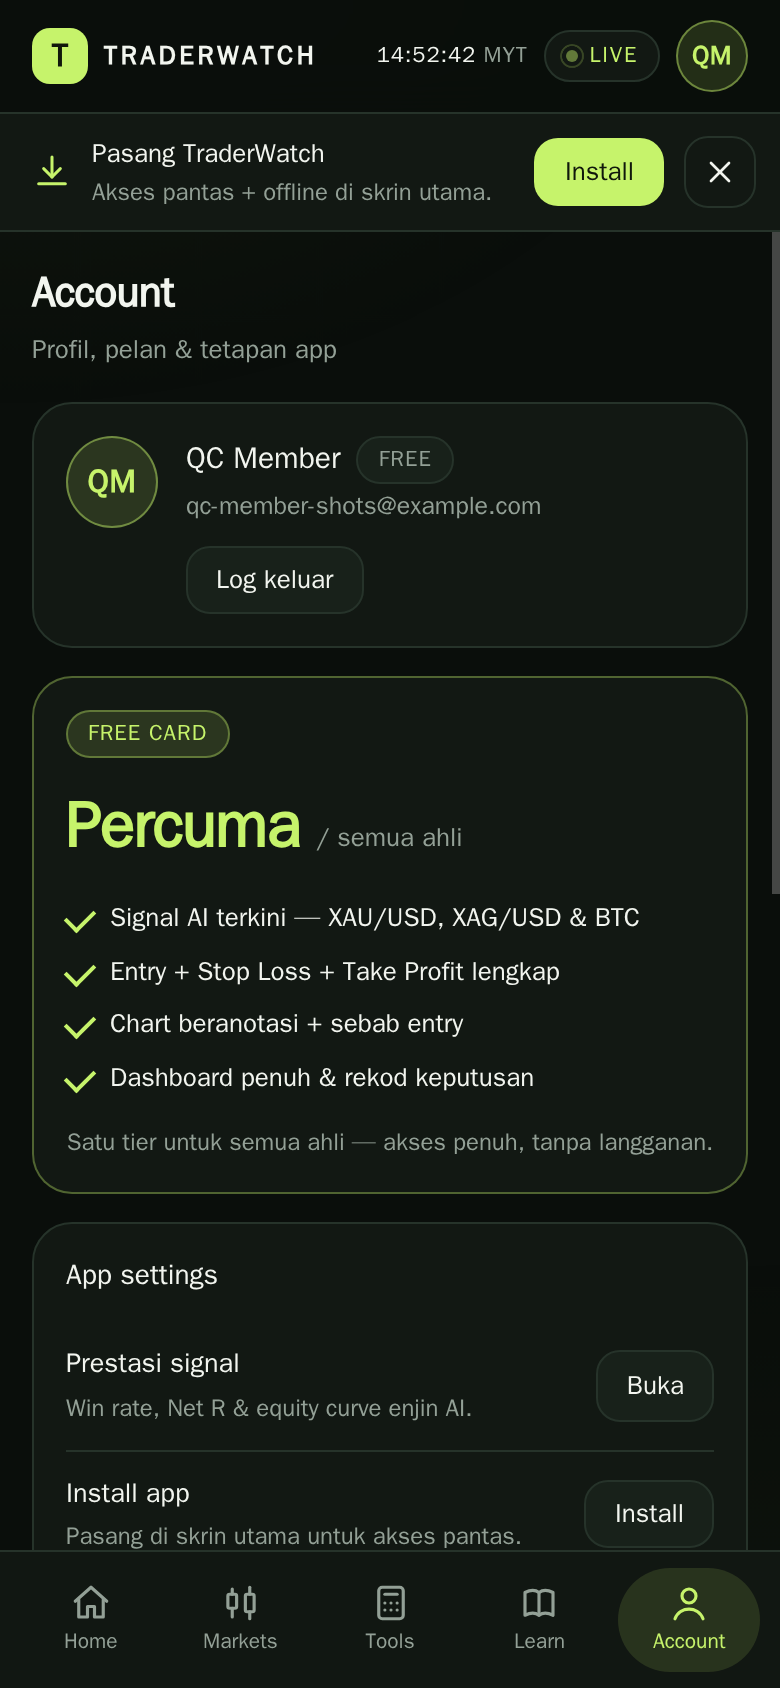 T TRADERWATCH 14:52:42 MYT LIVE QM
Pasang TraderWatch
Akses pantas + offline di skrin utama.
Install
Account
Profil, pelan & tetapan app
QM
QC Member FREE
qc-member-shots@example.com
Log keluar
FREE CARD
Percuma / semua ahli
Signal AI terkini — XAU/USD, XAG/USD & BTC
Entry + Stop Loss + Take Profit lengkap
Chart beranotasi + sebab entry
Dashboard penuh & rekod keputusan
Satu tier untuk semua ahli — akses penuh, tanpa langganan.
App settings
Prestasi signal
Win rate, Net R & equity curve enjin AI.
Buka
Install app
Pasang di skrin utama untuk akses pantas.
Install
Home Markets Tools Learn Account